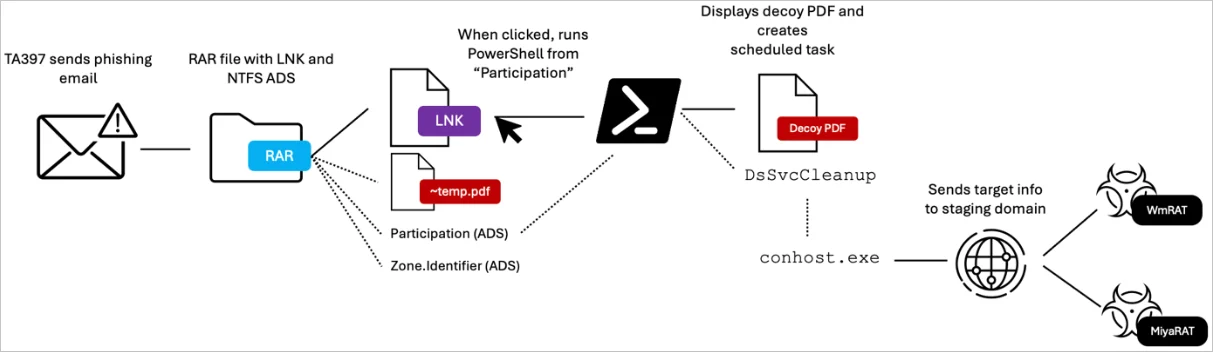 TA397 sends phishing
email
RAR file with LNK and
NTFS ADS
RAR
When clicked, runs
PowerShell from
“Participation”
LNK
~temp.pdf
Participation (ADS)
Zone.Identifier (ADS)
Displays decoy PDF and
creates
scheduled task
Decoy PDF
DsSvcCleanup
conhost.exe
Sends target info
to staging domain
WmRAT
MiyaRAT